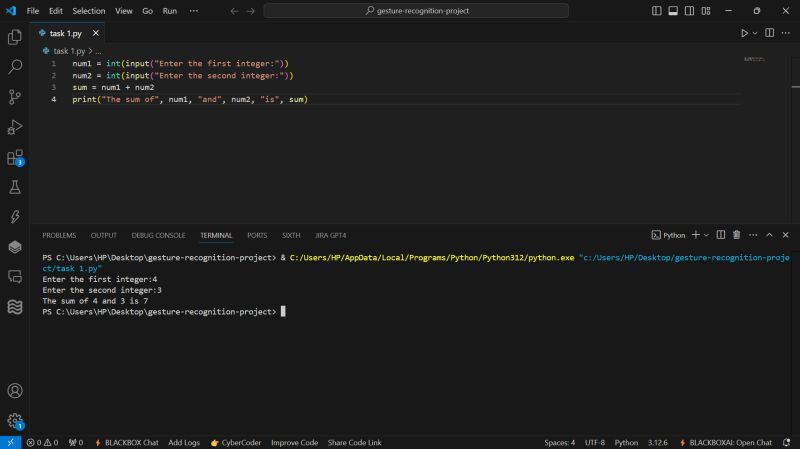 File Edit Selection View Go Run ··· gesture-recognition-project
task 1.py
task 1.py > ...
1 num1 = int(input("Enter the first integer:"))
2 num2 = int(input("Enter the second integer:"))
3 sum = num1 + num2
4 print("The sum of", num1, "and", num2, "is", sum)
3
PROBLEMS OUTPUT DEBUG CONSOLE TERMINAL PORTS SIXTH JIRA GPT4 Python
PS C:\Users\HP\Desktop\gesture-recognition-project> & C:/Users/HP/AppData/Local/Programs/Python/Python312/python.exe "c:/Users/HP/Desktop/gesture-recognition-proje
ct/task 1.py"
Enter the first integer:4
Enter the second integer:3
The sum of 4 and 3 is 7
PS C:\Users\HP\Desktop\gesture-recognition-project>
1
0 0 0 BLACKBOX Chat Add Logs CyberCoder Improve Code Share Code Link Spaces: 4 UTF-8 Python 3.12.6 BLACKBOXAI: Open Chat